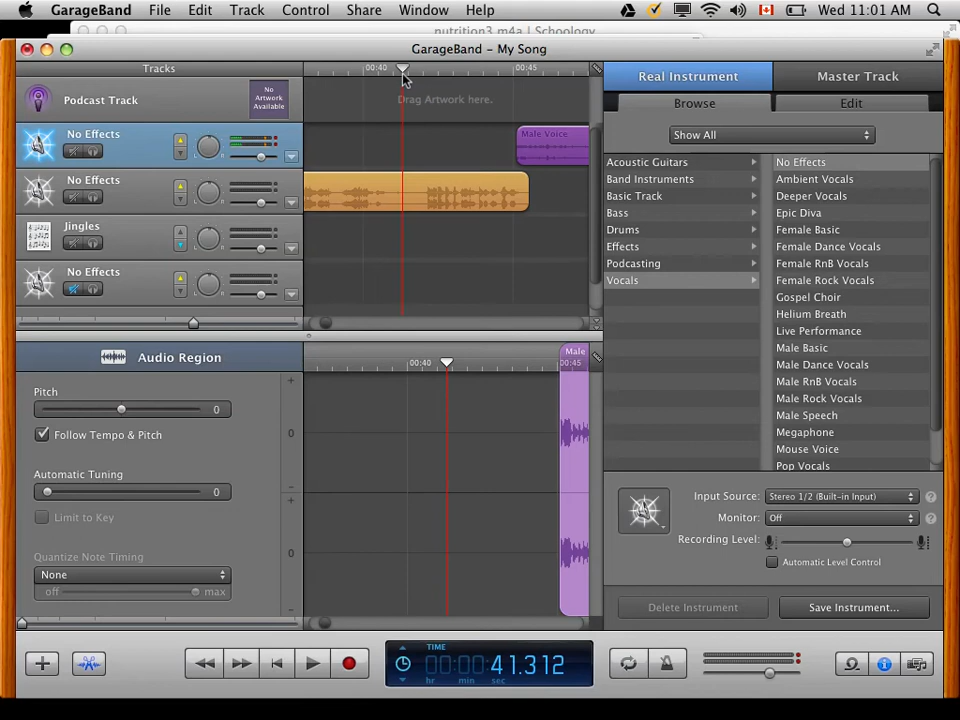 GarageBand File Edit Track Control Share Window Help Wed 11:01 AM
nutrition3 m4a | Schoology
GarageBand – My Song
Tracks 00:40 00:45
Real Instrument Master Track
Podcast Track
No Artwork Available
Drag Artwork here.
Browse Edit
No Effects
L R
Male Voice
Show All
No Effects
L R
Jingles
L R
No Effects
L R
Acoustic Guitars
Band Instruments
Basic Track
Bass
Drums
Effects
Podcasting
Vocals
No Effects
Ambient Vocals
Deeper Vocals
Epic Diva
Female Basic
Female Dance Vocals
Female RnB Vocals
Female Rock Vocals
Gospel Choir
Helium Breath
Live Performance
Male Basic
Male Dance Vocals
Male RnB Vocals
Male Rock Vocals
Male Speech
Megaphone
Mouse Voice
Pop Vocals
Audio Region
00:40
Male
00:45
Pitch
0
Follow Tempo & Pitch
Automatic Tuning
0
Limit to Key
Quantize Note Timing
None
off max
+
0
-
+
0
-
Input Source: Stereo 1/2 (Built-in Input) ?
Monitor: Off ?
Recording Level:
Automatic Level Control
Delete Instrument Save Instrument...
TIME
00:00:41.312
hr min sec